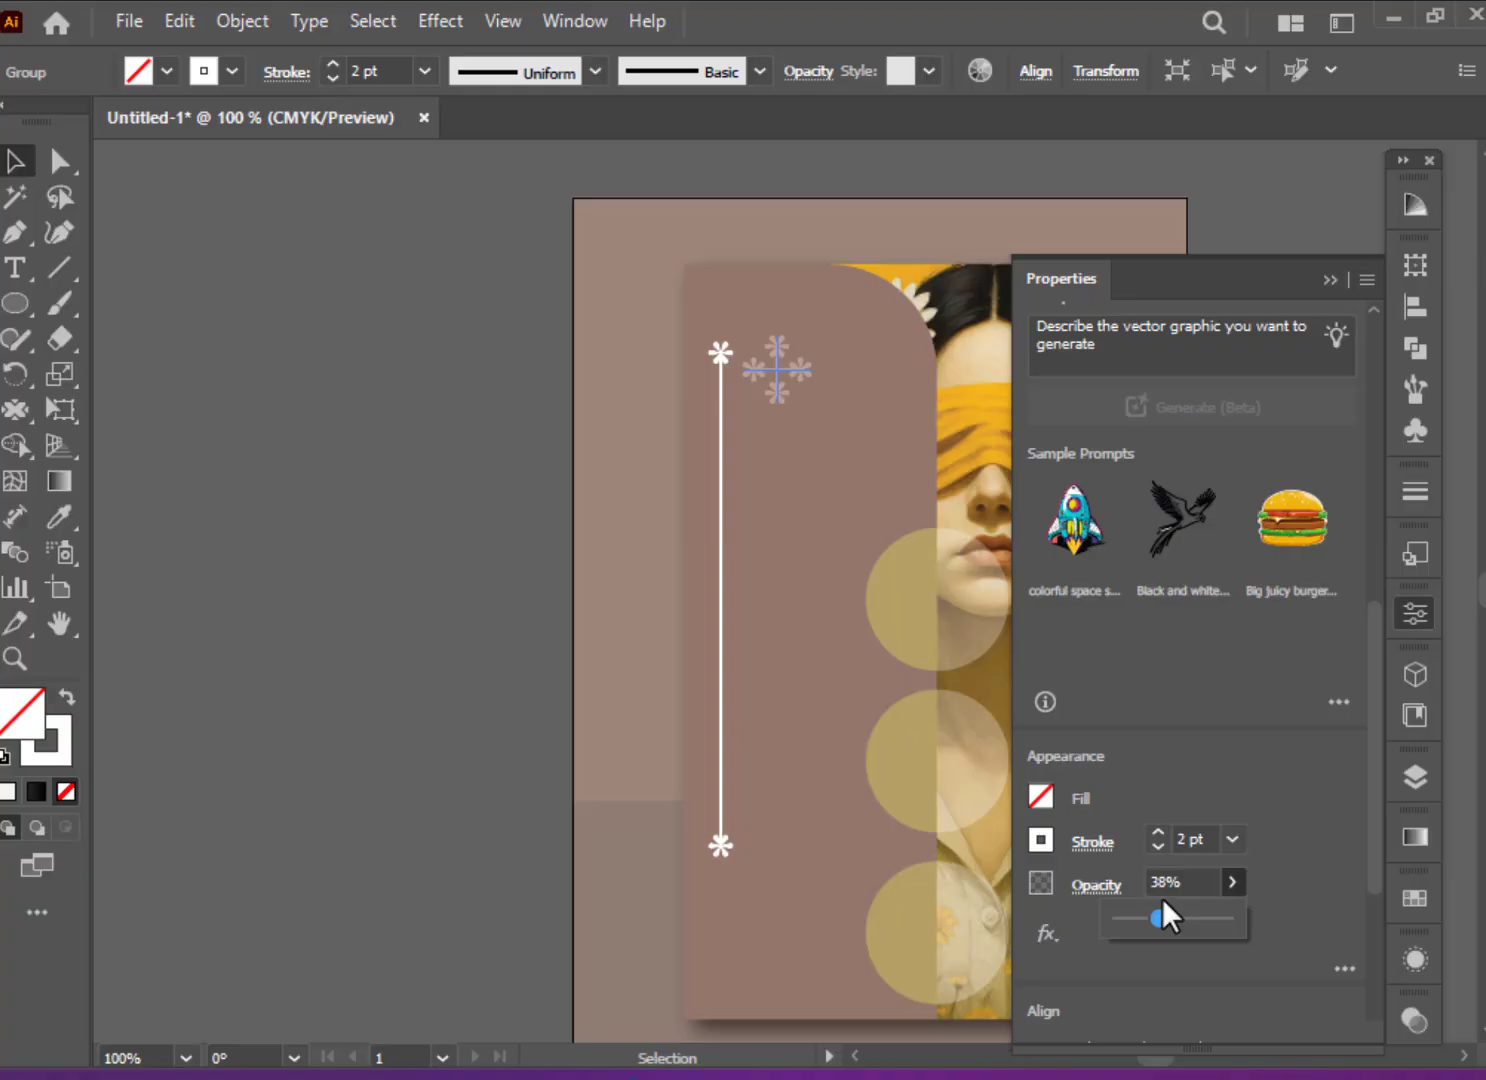 Ai
File Edit Object Type Select Effect View Window Help
Group Stroke: 2 pt Uniform Basic Opacity Style: Align Transform
Untitled-1* @ 100 % (CMYK/Preview)
Properties
Describe the vector graphic you want to
generate
Generate (Beta)
Sample Prompts
colorful space s... Black and white... Big juicy burger...
Appearance
Fill
Stroke 2 pt
Opacity 38%
fx.
Align
100% 0° 1 Selection